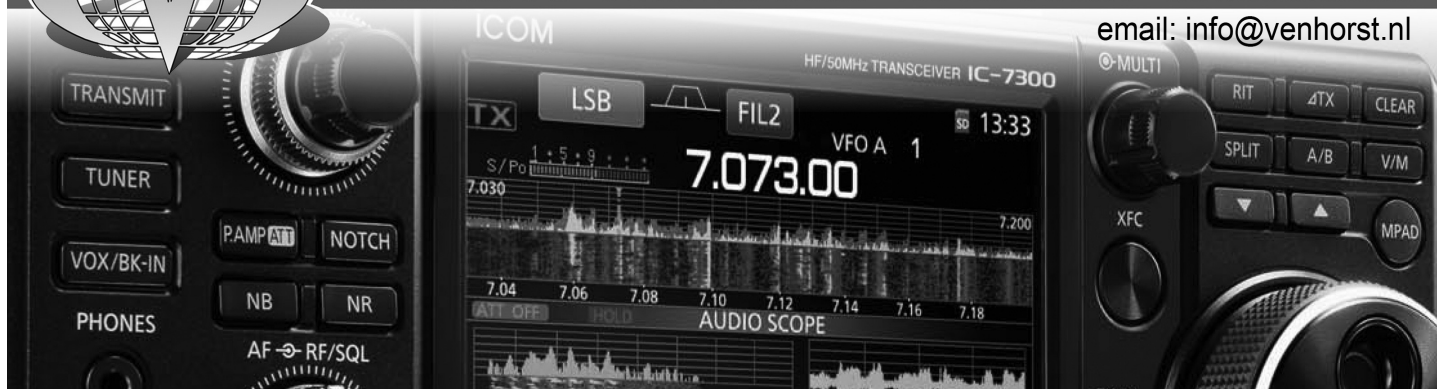 email: info@venhorst.nl
ICOM
HF/50MHz TRANSCEIVER IC-7300
TRANSMIT
TUNER
VOX/BK-IN
PHONES
P.AMP ATT
NOTCH
NB
NR
AF RF/SQL
TX
LSB
FIL2
SD 13:33
VFO A 1
S/Po 1 • 5 • 9 • • •
7.073.00
7.030
7.200
7.04 7.06 7.08 7.10 7.12 7.14 7.16 7.18
ATT OFF
HOLD
AUDIO SCOPE
MULTI
XFC
RIT
⊿TX
CLEAR
SPLIT
A/B
V/M
▼
▲
MPAD